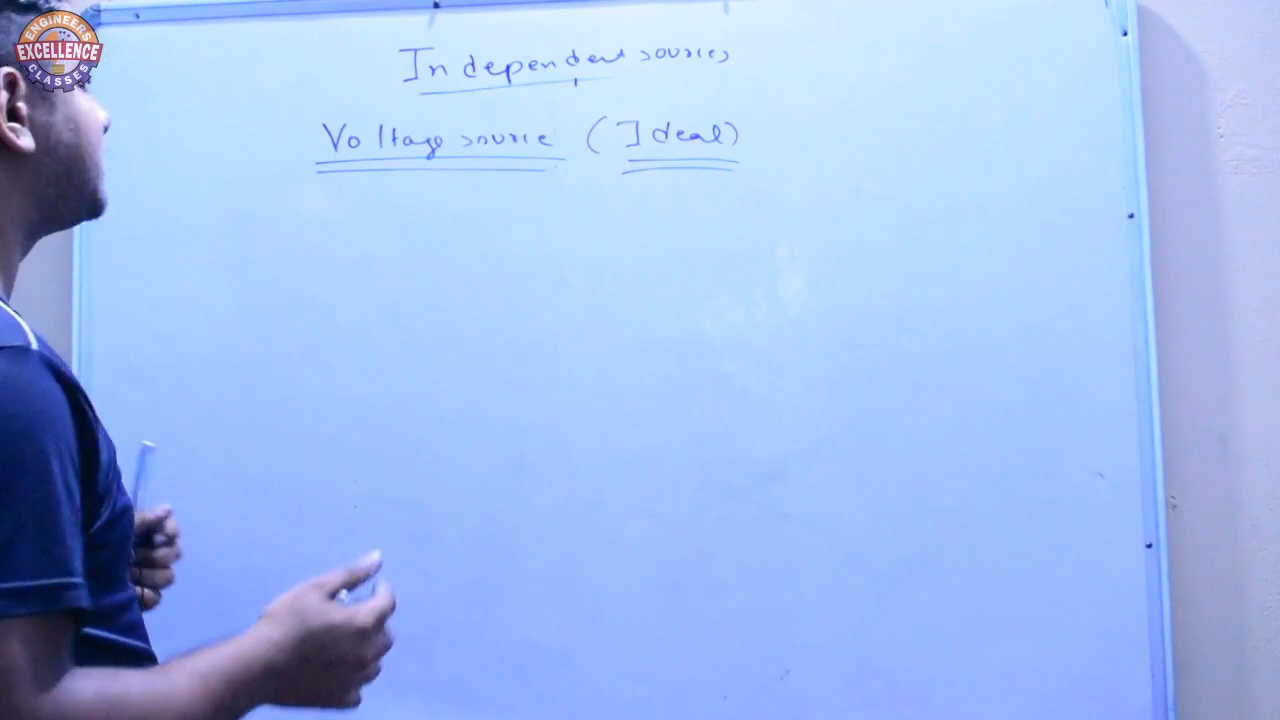 ENGINEERS
EXCELLENCE
CLASSES
Independent sources
Voltage source (Ideal)